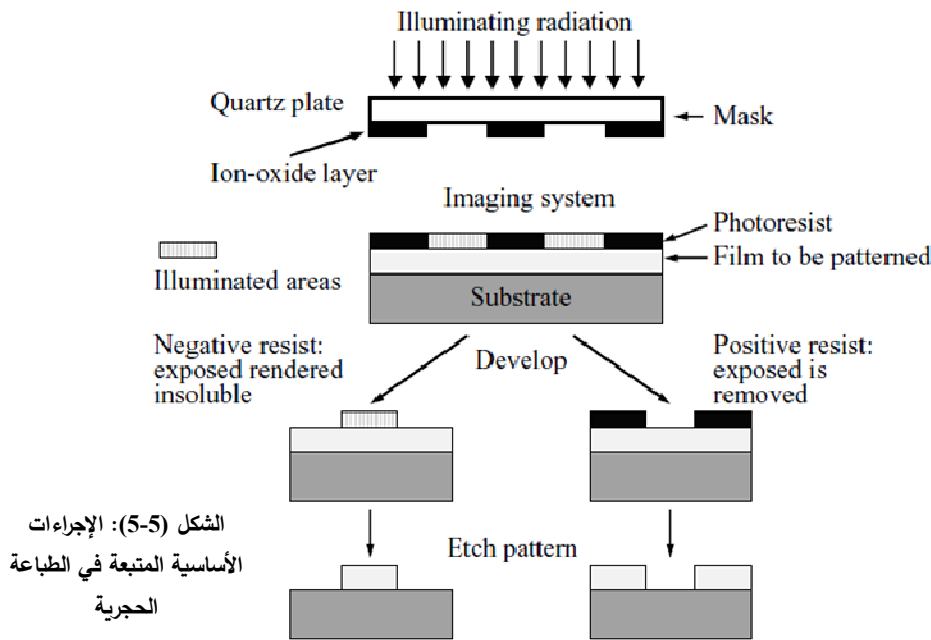 Illuminating radiation
Quartz plate
Mask
Ion-oxide layer
Imaging system
Photoresist
Film to be patterned
Illuminated areas
Substrate
Negative resist:
exposed rendered
insoluble
Develop
Positive resist:
exposed is
removed
الشكل (5-5): الإجراءات
الأساسية المتبعة في الطباعة
الحجرية
Etch pattern